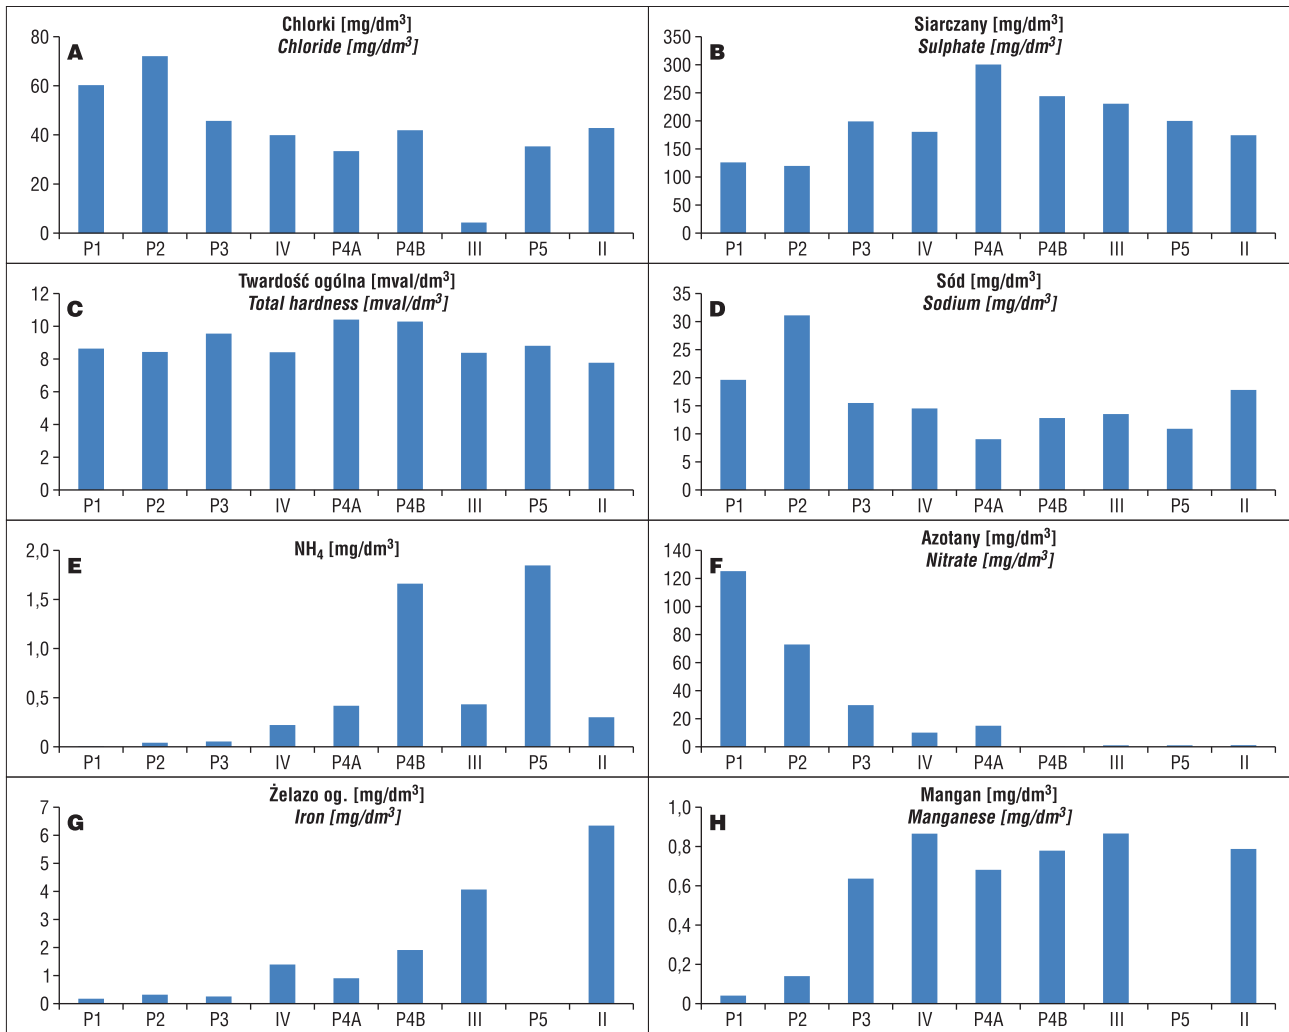 Chlorki [mg/dm³]
Chloride [mg/dm³]
A
80
60
40
20
0
P1 P2 P3 IV P4A P4B III P5 II
Siarczany [mg/dm³]
Sulphate [mg/dm³]
B
350
300
250
200
150
100
50
0
P1 P2 P3 IV P4A P4B III P5 II
Twardość ogólna [mval/dm³]
Total hardness [mval/dm³]
C
12
10
8
6
4
2
0
P1 P2 P3 IV P4A P4B III P5 II
Sód [mg/dm³]
Sodium [mg/dm³]
D
35
30
25
20
15
10
5
0
P1 P2 P3 IV P4A P4B III P5 II
NH₄ [mg/dm³]
E
2,0
1,5
1,0
0,5
0
P1 P2 P3 IV P4A P4B III P5 II
Azotany [mg/dm³]
Nitrate [mg/dm³]
F
140
120
100
80
60
40
20
0
P1 P2 P3 IV P4A P4B III P5 II
Żelazo og. [mg/dm³]
Iron [mg/dm³]
G
7
6
5
4
3
2
1
0
P1 P2 P3 IV P4A P4B III P5 II
Mangan [mg/dm³]
Manganese [mg/dm³]
H
1,0
0,8
0,6
0,4
0,2
0
P1 P2 P3 IV P4A P4B III P5 II